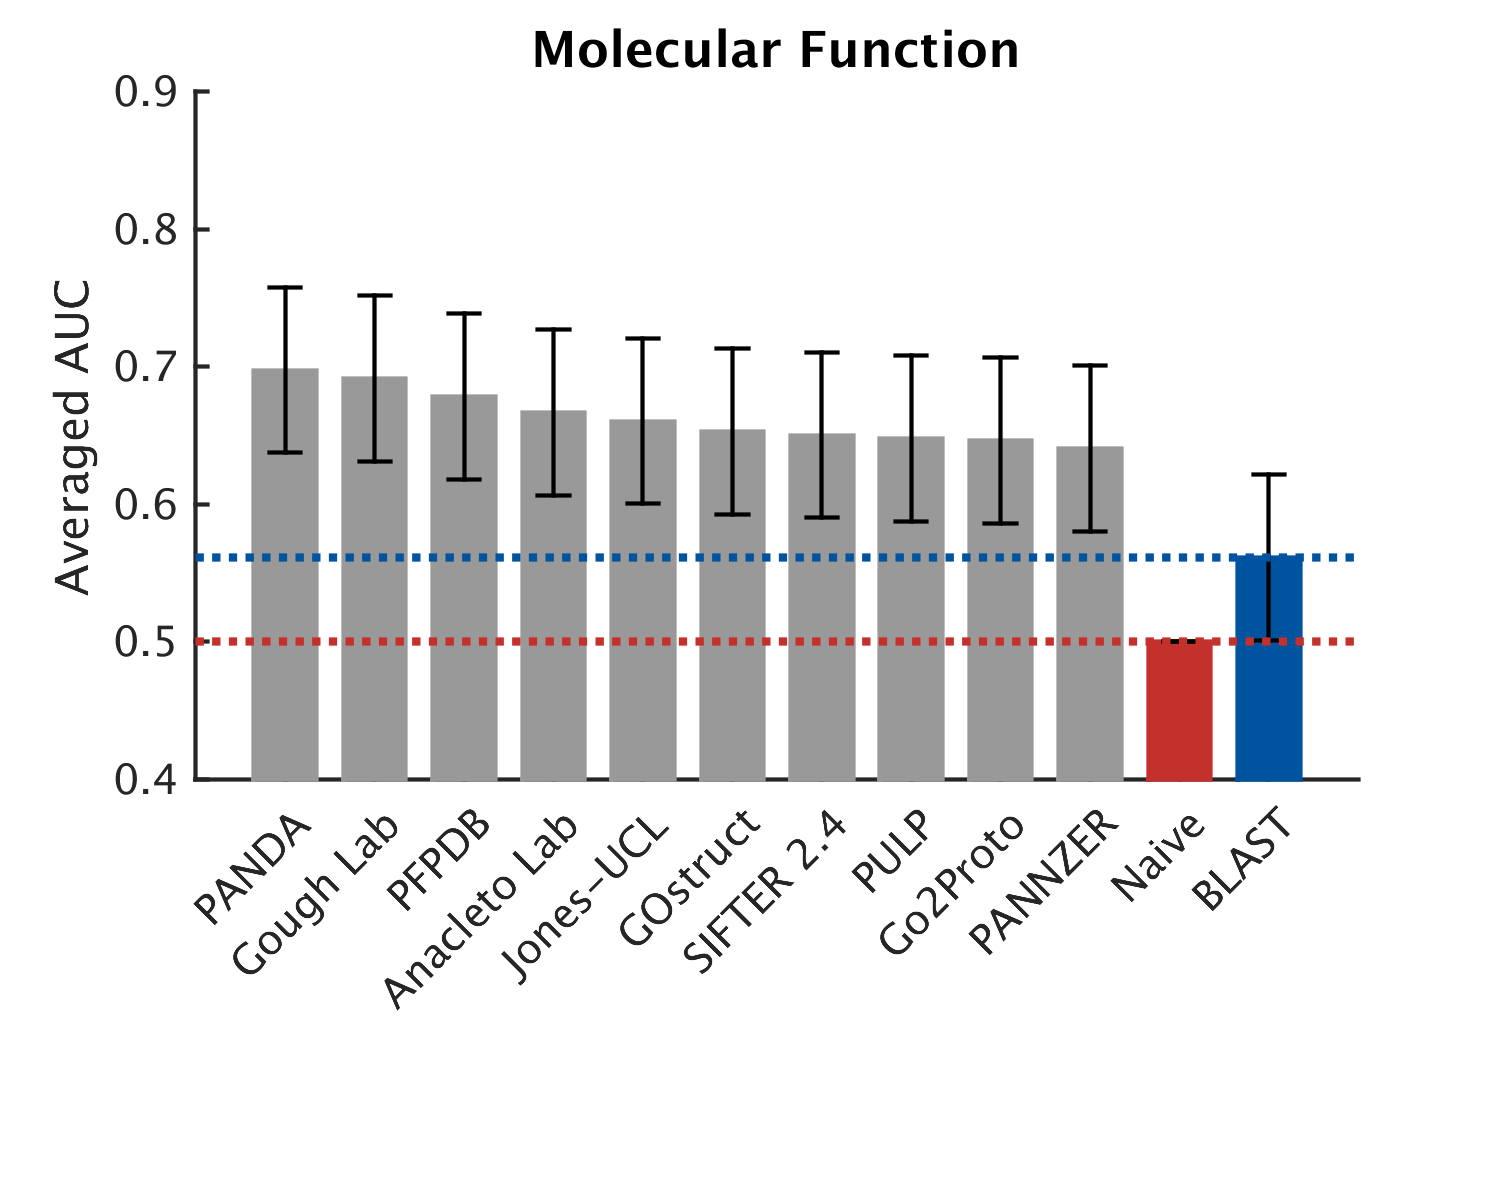 Molecular Function
Averaged AUC
0.9
0.8
0.7
0.6
0.5
0.4
PANDA
Gough Lab
PFPDB
Anacleto Lab
Jones-UCL
GOstruct
SIFTER 2.4
PULP
Go2Proto
PANNZER
Naive
BLAST